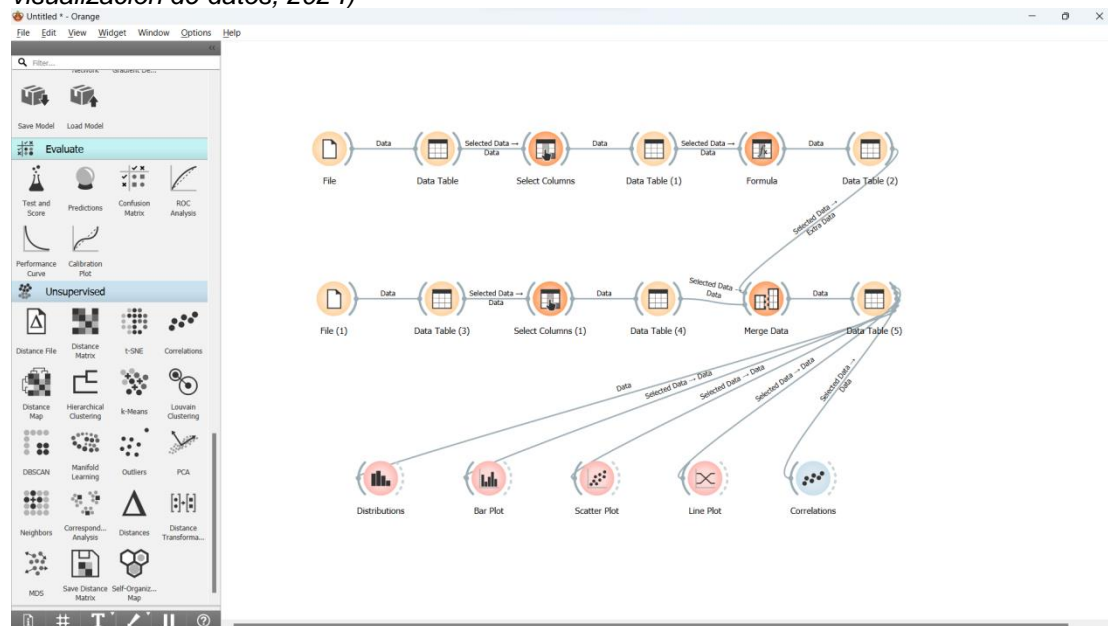 visualización de datos, 2024)
Untitled * - Orange
File Edit View Widget Window Options Help
Filter...
Save Model Load Model
Evaluate
Test and Score
Predictions
Confusion Matrix
ROC Analysis
Performance Curve
Calibration Plot
Unsupervised
Distance File
Distance Matrix
t-SNE
Correlations
Distance Map
Hierarchical Clustering
k-Means
Louvain Clustering
DBSCAN
Manifold Learning
Outliers
PCA
Neighbors
Correspond... Analysis
Distances
Distance Transforma...
MDS
Save Distance Matrix
Self-Organiz... Map
Data
Selected Data → Data
Data
Selected Data → Data
Data
File
Data Table
Select Columns
Data Table (1)
Formula
Data Table (2)
Selected Data → Extra Data
Data
Selected Data → Data
Data
Selected Data → Data
Data
File (1)
Data Table (3)
Select Columns (1)
Data Table (4)
Merge Data
Data Table (5)
Data
Selected Data → Data
Selected Data → Data
Selected Data → Data
Selected Data → Data
Distributions
Bar Plot
Scatter Plot
Line Plot
Correlations